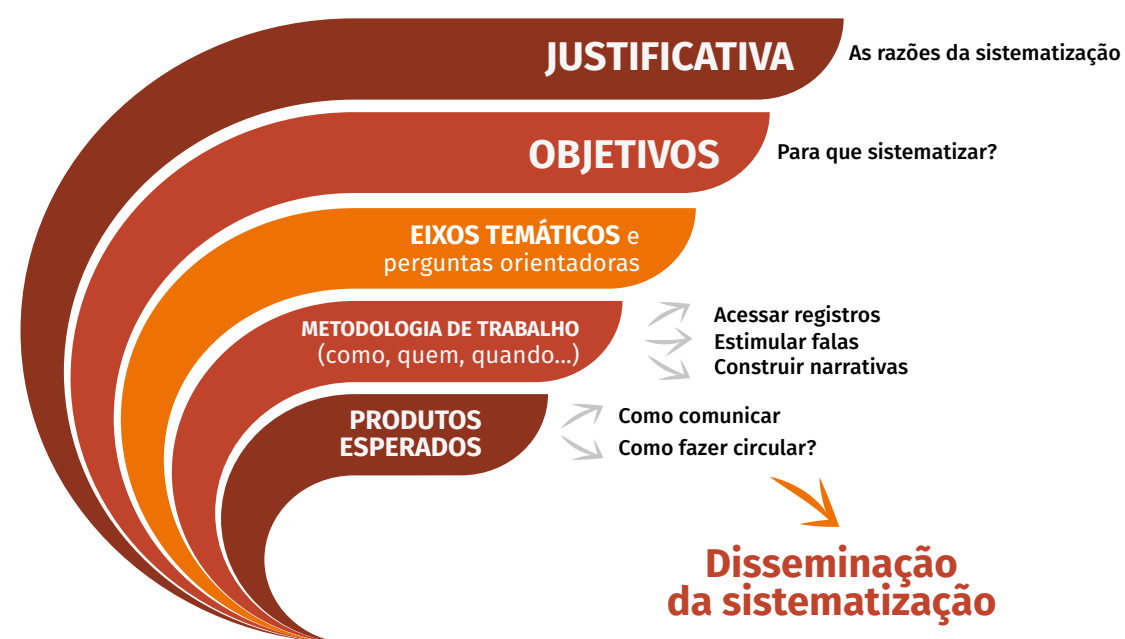 JUSTIFICATIVA
As razões da sistematização
OBJETIVOS
Para que sistematizar?
EIXOS TEMÁTICOS e
perguntas orientadoras
METODOLOGIA DE TRABALHO
(como, quem, quando...)
Acessar registros
Estimular falas
Construir narrativas
PRODUTOS
ESPERADOS
Como comunicar
Como fazer circular?
Disseminação
da sistematização